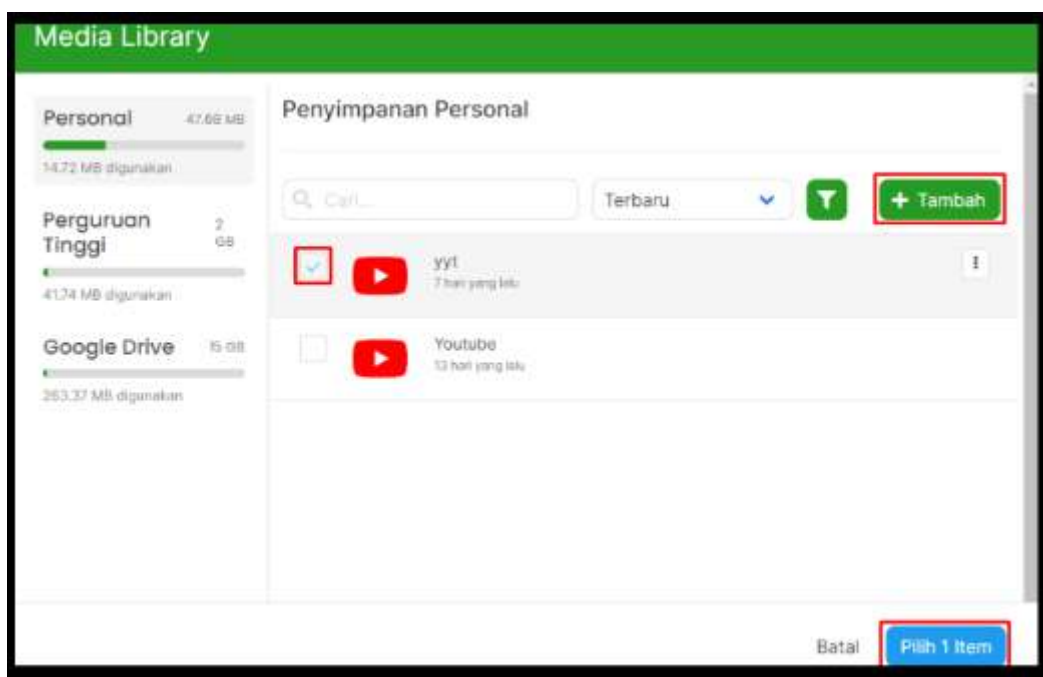 Media Library
Personal 47.68 MB
14.72 MB digunakan
Perguruan Tinggi 2 GB
41.74 MB digunakan
Google Drive 15 GB
263.37 MB digunakan
Penyimpanan Personal
Cari...
Terbaru
+ Tambah
yyt
7 hari yang lalu
Youtube
13 hari yang lalu
Batal
Pilih 1 Item